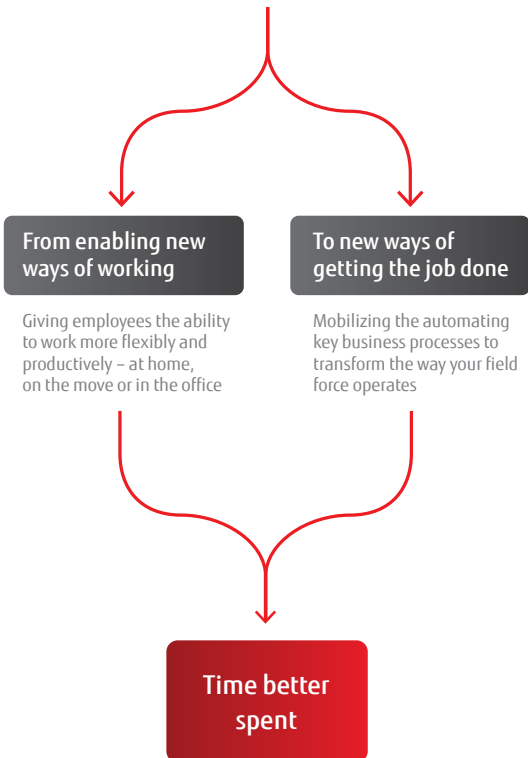 From enabling new
ways of working
Giving employees the ability
to work more flexibly and
productively – at home,
on the move or in the office
To new ways of
getting the job done
Mobilizing the automating
key business processes to
transform the way your field
force operates
Time better
spent